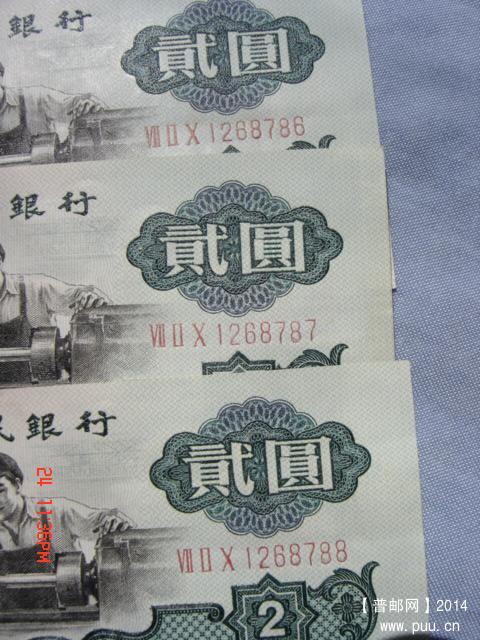 銀行
貳圓
Ⅶ Ⅱ Ⅹ 1268786
銀行
貳圓
Ⅶ Ⅱ Ⅹ 1268787
民銀行
貳圓
Ⅶ Ⅱ Ⅹ 1268788
2
24 11:36PM
【普邮网】2014
www.puu.cn